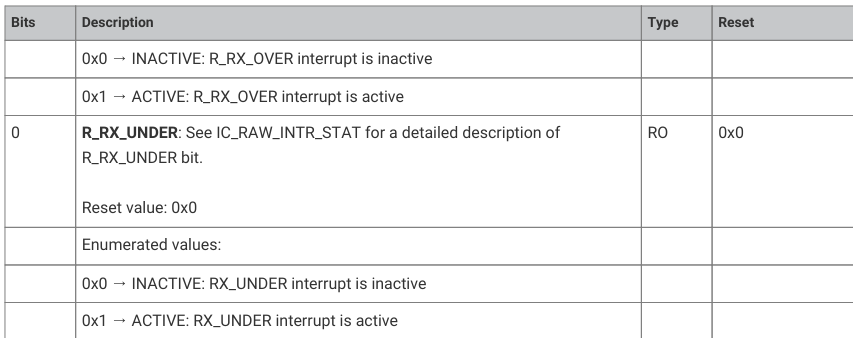 Bits Description Type Reset
0x0 → INACTIVE: R_RX_OVER interrupt is inactive
0x1 → ACTIVE: R_RX_OVER interrupt is active
0 R_RX_UNDER: See IC_RAW_INTR_STAT for a detailed description of RO 0x0
R_RX_UNDER bit.
Reset value: 0x0
Enumerated values:
0x0 → INACTIVE: RX_UNDER interrupt is inactive
0x1 → ACTIVE: RX_UNDER interrupt is active